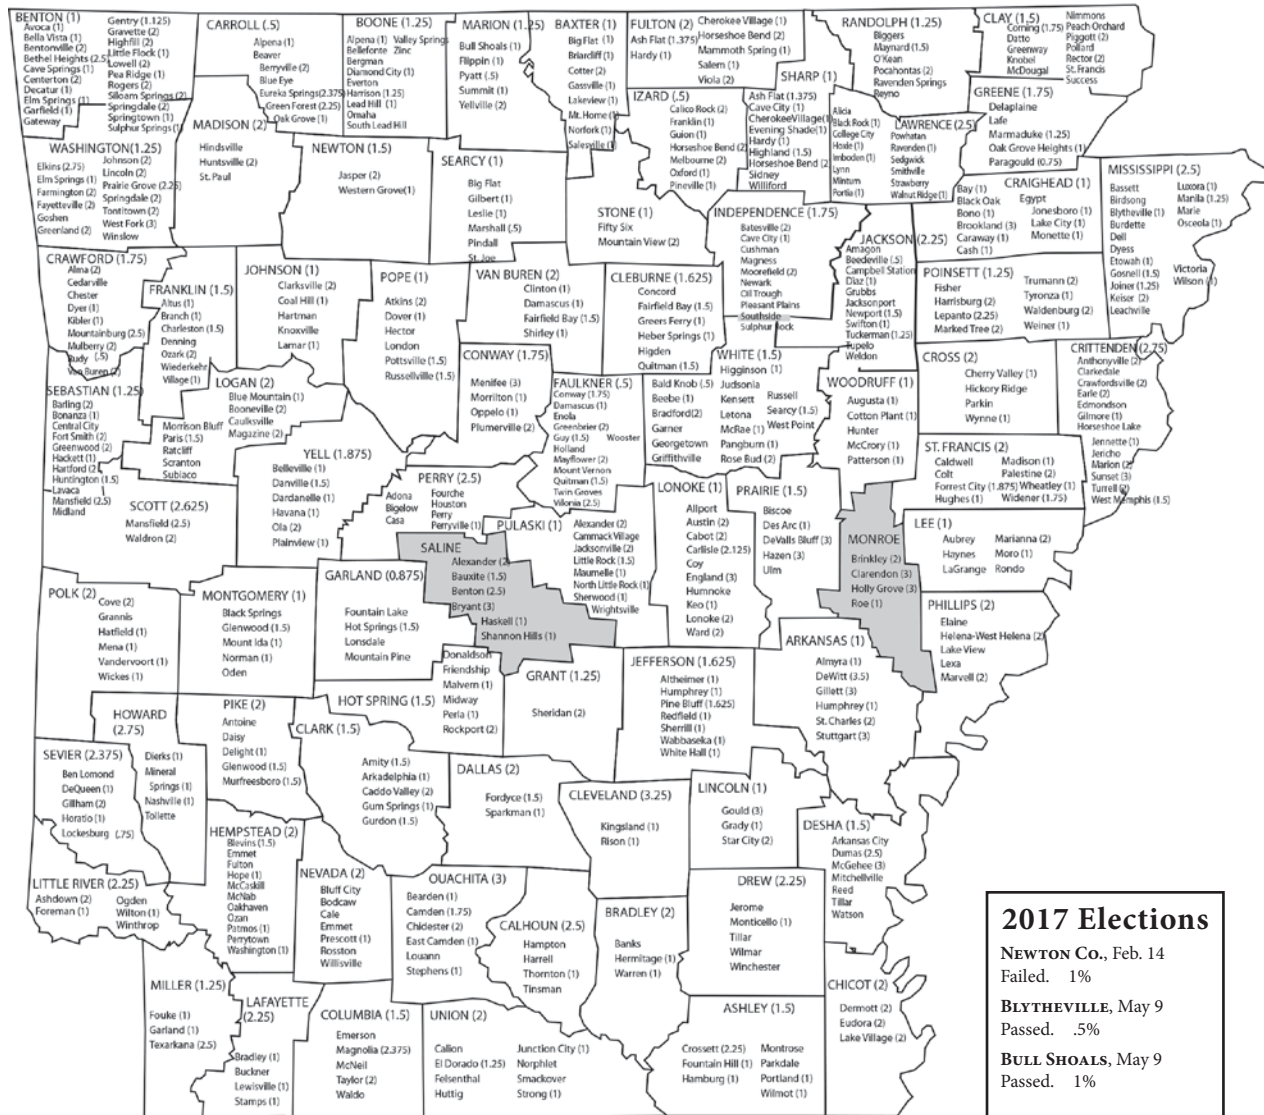 BENTON (1)
Avoca (1)
Bella Vista (1)
Bentonville (2)
Bethel Heights (2.5)
Cave Springs (1)
Centerton (2)
Decatur (1)
Elm Springs (1)
Garfield (1)
Gateway
Gentry (1.125)
Gravette (2)
Highfill (2)
Little Flock (1)
Lowell (2)
Pea Ridge (1)
Rogers (2)
Siloam Springs (2)
Springdale (2)
Springtown (1)
Sulphur Springs (1)
CARROLL (.5)
Alpena (1)
Beaver
Berryville (2)
Blue Eye
Eureka Springs(2.375)
Green Forest (2.25)
Oak Grove (1)
BOONE (1.25)
Alpena (1)
Bellefonte
Bergman
Diamond City (1)
Everton
Harrison (1.25)
Lead Hill (1)
Omaha
South Lead Hill
Valley Springs
Zinc
MARION (1.25)
Bull Shoals (1)
Flippin (1)
Pyatt (.5)
Summit (1)
Yellville (2)
BAXTER (1)
Big Flat (1)
Briarcliff (1)
Cotter (2)
Gassville (1)
Lakeview (1)
Mt. Home (1)
Norfork (1)
Salesville (1)
FULTON (2)
Ash Flat (1.375)
Hardy (1)
Cherokee Village (1)
Horseshoe Bend (2)
Mammoth Spring (1)
Salem (1)
Viola (2)
SHARP (1)
Ash Flat (1.375)
Cave City (1)
CherokeeVillage(1)
Evening Shade(1)
Hardy (1)
Highland (1.5)
Horseshoe Bend (2)
Sidney
Williford
RANDOLPH (1.25)
Biggers
Maynard (1.5)
O'Kean
Pocahontas (2)
Ravenden Springs
Reyno
CLAY (1.5)
Corning (1.75)
Datto
Greenway
Knobel
McDougal
Nimmons
Peach Orchard
Piggott (2)
Pollard
Rector (2)
St. Francis
Success
GREENE (1.75)
Delaplaine
Lafe
Marmaduke (1.25)
Oak Grove Heights (1)
Paragould (0.75)
IZARD (.5)
Calico Rock (2)
Franklin (1)
Guion (1)
Horseshoe Bend (2)
Melbourne (2)
Oxford (1)
Pineville (1)
LAWRENCE (2.5)
Alicia
Black Rock (1)
College City
Hoxie (1)
Imboden (1)
Lynn
Minturn
Portia (1)
Powhatan
Ravenden (1)
Sedgwick
Smithville
Strawberry
Walnut Ridge (1)
WASHINGTON(1.25)
Elkins (2.75)
Elm Springs (1)
Farmington (2)
Fayetteville (2)
Goshen
Greenland (2)
Johnson (2)
Lincoln (2)
Prairie Grove (2.25)
Springdale (2)
Tontitown (2)
West Fork (3)
Winslow
MADISON (2)
Hindsville
Huntsville (2)
St. Paul
NEWTON (1.5)
Jasper (2)
Western Grove(1)
SEARCY (1)
Big Flat
Gilbert (1)
Leslie (1)
Marshall (.5)
Pindall
St. Joe
STONE (1)
Fifty Six
Mountain View (2)
INDEPENDENCE (1.75)
Batesville (2)
Cave City (1)
Cushman
Magness
Moorefield (2)
Newark
Oil Trough
Pleasant Plains
Southside
Sulphur Rock
JACKSON (2.25)
Amagon
Beedeville (.5)
Campbell Station
Diaz (1)
Grubbs
Jacksonport
Newport (1.5)
Swifton (1)
Tuckerman (1.25)
Tupelo
Weldon
CRAIGHEAD (1)
Bay (1)
Black Oak
Bono (1)
Brookland (3)
Caraway (1)
Cash (1)
Egypt
Jonesboro (1)
Lake City (1)
Monette (1)
MISSISSIPPI (2.5)
Bassett
Birdsong
Blytheville (1)
Burdette
Dell
Dyess
Etowah (1)
Gosnell (1.5)
Joiner (1.25)
Keiser (2)
Leachville
Luxora (1)
Manila (1.25)
Marie
Osceola (1)
Victoria
Wilson (1)
CRAWFORD (1.75)
Alma (2)
Cedarville
Chester
Dyer (1)
Kibler (1)
Mountainburg (2.5)
Mulberry (2)
Rudy (.5)
Van Buren (2)
FRANKLIN (1.5)
Altus (1)
Branch (1)
Charleston (1.5)
Denning
Ozark (2)
Wiederkehr
Village (1)
JOHNSON (1)
Clarksville (2)
Coal Hill (1)
Hartman
Knoxville
Lamar (1)
POPE (1)
Atkins (2)
Dover (1)
Hector
London
Pottsville (1.5)
Russellville (1.5)
VAN BUREN (2)
Clinton (1)
Damascus (1)
Fairfield Bay (1.5)
Shirley (1)
CLEBURNE (1.625)
Concord
Fairfield Bay (1.5)
Greers Ferry (1)
Heber Springs (1)
Higden
Quitman (1.5)
POINSETT (1.25)
Fisher
Harrisburg (2)
Lepanto (2.25)
Marked Tree (2)
Trumann (2)
Tyronza (1)
Waldenburg (2)
Weiner (1)
CONWAY (1.75)
Menifee (3)
Morrilton (1)
Oppelo (1)
Plumerville (2)
FAULKNER (.5)
Conway (1.75)
Damascus (1)
Enola
Greenbrier (2)
Guy (1.5)
Holland
Mayflower (2)
Mount Vernon
Quitman (1.5)
Twin Groves
Vilonia (2.5)
Wooster
WHITE (1.5)
Bald Knob (.5)
Beebe (1)
Bradford(2)
Garner
Georgetown
Griffithville
Higginson (1)
Judsonia
Kensett
Letona
McRae (1)
Pangburn (1)
Rose Bud (2)
Russell
Searcy (1.5)
West Point
WOODRUFF (1)
Augusta (1)
Cotton Plant (1)
Hunter
McCrory (1)
Patterson (1)
CROSS (2)
Cherry Valley (1)
Hickory Ridge
Parkin
Wynne (1)
CRITTENDEN (2.75)
Anthonyville (2)
Clarkedale
Crawfordsville (2)
Earle (2)
Edmondson
Gilmore (1)
Horseshoe Lake
Jennette (1)
Jericho
Marion (2)
Sunset (3)
Turrell (2)
West Memphis (1.5)
SEBASTIAN (1.25)
Barling (2)
Bonanza (1)
Central City
Fort Smith (2)
Greenwood (2)
Hackett (1)
Hartford (2)
Huntington (1.5)
Lavaca
Mansfield (2.5)
Midland
LOGAN (2)
Blue Mountain (1)
Booneville (2)
Caulksville
Magazine (2)
Morrison Bluff
Paris (1.5)
Ratcliff
Scranton
Subiaco
YELL (1.875)
Belleville (1)
Danville (1.5)
Dardanelle (1)
Havana (1)
Ola (2)
Plainview (1)
SCOTT (2.625)
Mansfield (2.5)
Waldron (2)
PERRY (2.5)
Adona
Bigelow
Casa
Fourche
Houston
Perry
Perryville (1)
PULASKI (1)
Alexander (2)
Cammack Village
Jacksonville (2)
Little Rock (1.5)
Maumelle (1)
North Little Rock (1)
Sherwood (1)
Wrightsville
LONOKE (1)
Allport
Austin (2)
Cabot (2)
Carlisle (2.125)
Coy
England (3)
Humnoke
Keo (1)
Lonoke (2)
Ward (2)
PRAIRIE (1.5)
Biscoe
Des Arc (1)
DeValls Bluff (3)
Hazen (3)
Ulm
MONROE
Brinkley (2)
Clarendon (3)
Holly Grove (3)
Roe (1)
ST. FRANCIS (2)
Caldwell
Colt
Forrest City (1.875)
Hughes (1)
Madison (1)
Palestine (2)
Wheatley (1)
Widener (1.75)
LEE (1)
Aubrey
Haynes
LaGrange
Marianna (2)
Moro (1)
Rondo
PHILLIPS (2)
Elaine
Helena-West Helena (2)
Lake View
Lexa
Marvell (2)
SALINE
Alexander (2)
Bauxite (1.5)
Benton (2.5)
Bryant (3)
Haskell (1)
Shannon Hills (1)
GARLAND (0.875)
Fountain Lake
Hot Springs (1.5)
Lonsdale
Mountain Pine
POLK (2)
Cove (2)
Grannis
Hatfield (1)
Mena (1)
Vandervoort (1)
Wickes (1)
MONTGOMERY (1)
Black Springs
Glenwood (1.5)
Mount Ida (1)
Norman (1)
Oden
HOT SPRING (1.5)
Donaldson
Friendship
Malvern (1)
Midway
Perla (1)
Rockport (2)
GRANT (1.25)
Sheridan (2)
JEFFERSON (1.625)
Altheimer (1)
Humphrey (1)
Pine Bluff (1.625)
Redfield (1)
Sherrill (1)
Wabbaseka (1)
White Hall (1)
ARKANSAS (1)
Almyra (1)
DeWitt (3.5)
Gillett (3)
Humphrey (1)
St. Charles (2)
Stuttgart (3)
HOWARD
(2.75)
Dierks (1)
Mineral
Springs (1)
Nashville (1)
Tollette
PIKE (2)
Antoine
Daisy
Delight (1)
Glenwood (1.5)
Murfreesboro (1.5)
CLARK (1.5)
Amity (1.5)
Arkadelphia (1)
Caddo Valley (2)
Gum Springs (1)
Gurdon (1.5)
SEVIER (2.375)
Ben Lomond
DeQueen (1)
Gillham (2)
Horatio (1)
Lockesburg (.75)
DALLAS (2)
Fordyce (1.5)
Sparkman (1)
CLEVELAND (3.25)
Kingsland (1)
Rison (1)
LINCOLN (1)
Gould (3)
Grady (1)
Star City (2)
DESHA (1.5)
Arkansas City
Dumas (2.5)
McGehee (3)
Mitchellville
Reed
Tillar
Watson
HEMPSTEAD (2)
Blevins (1.5)
Emmet
Fulton
Hope (1)
McCaskill
McNab
Oakhaven
Ozan
Patmos (1)
Perrytown
Washington (1)
NEVADA (2)
Bluff City
Bodcaw
Cale
Emmet
Prescott (1)
Rosston
Willisville
OUACHITA (3)
Bearden (1)
Camden (1.75)
Chidester (2)
East Camden (1)
Louann
Stephens (1)
CALHOUN (2.5)
Hampton
Harrell
Thornton (1)
Tinsman
BRADLEY (2)
Banks
Hermitage (1)
Warren (1)
DREW (2.25)
Jerome
Monticello (1)
Tillar
Wilmar
Winchester
LITTLE RIVER (2.25)
Ashdown (2)
Foreman (1)
Ogden
Wilton (1)
Winthrop
MILLER (1.25)
Fouke (1)
Garland (1)
Texarkana (2.5)
LAFAYETTE
(2.25)
Bradley (1)
Buckner
Lewisville (1)
Stamps (1)
COLUMBIA (1.5)
Emerson
Magnolia (2.375)
McNeil
Taylor (2)
Waldo
UNION (2)
Calion
El Dorado (1.25)
Felsenthal
Huttig
Junction City (1)
Norphlet
Smackover
Strong (1)
ASHLEY (1.5)
Crossett (2.25)
Fountain Hill (1)
Hamburg (1)
Montrose
Parkdale
Portland (1)
Wilmot (1)
CHICOT (2)
Dermott (2)
Eudora (2)
Lake Village (2)
2017 Elections
NEWTON CO., Feb. 14
Failed. 1%
BLYTHEVILLE, May 9
Passed. .5%
BULL SHOALS, May 9
Passed. 1%